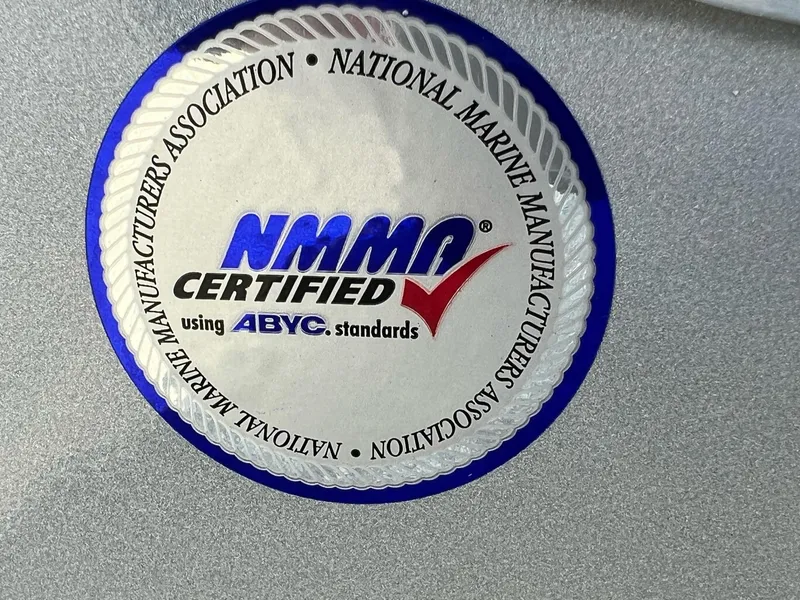 NATIONAL MARINE MANUFACTURERS ASSOCIATION •
NATIONAL MARINE MANUFACTURERS ASSOCIATION •
NMMA®
CERTIFIED
using ABYC. standards